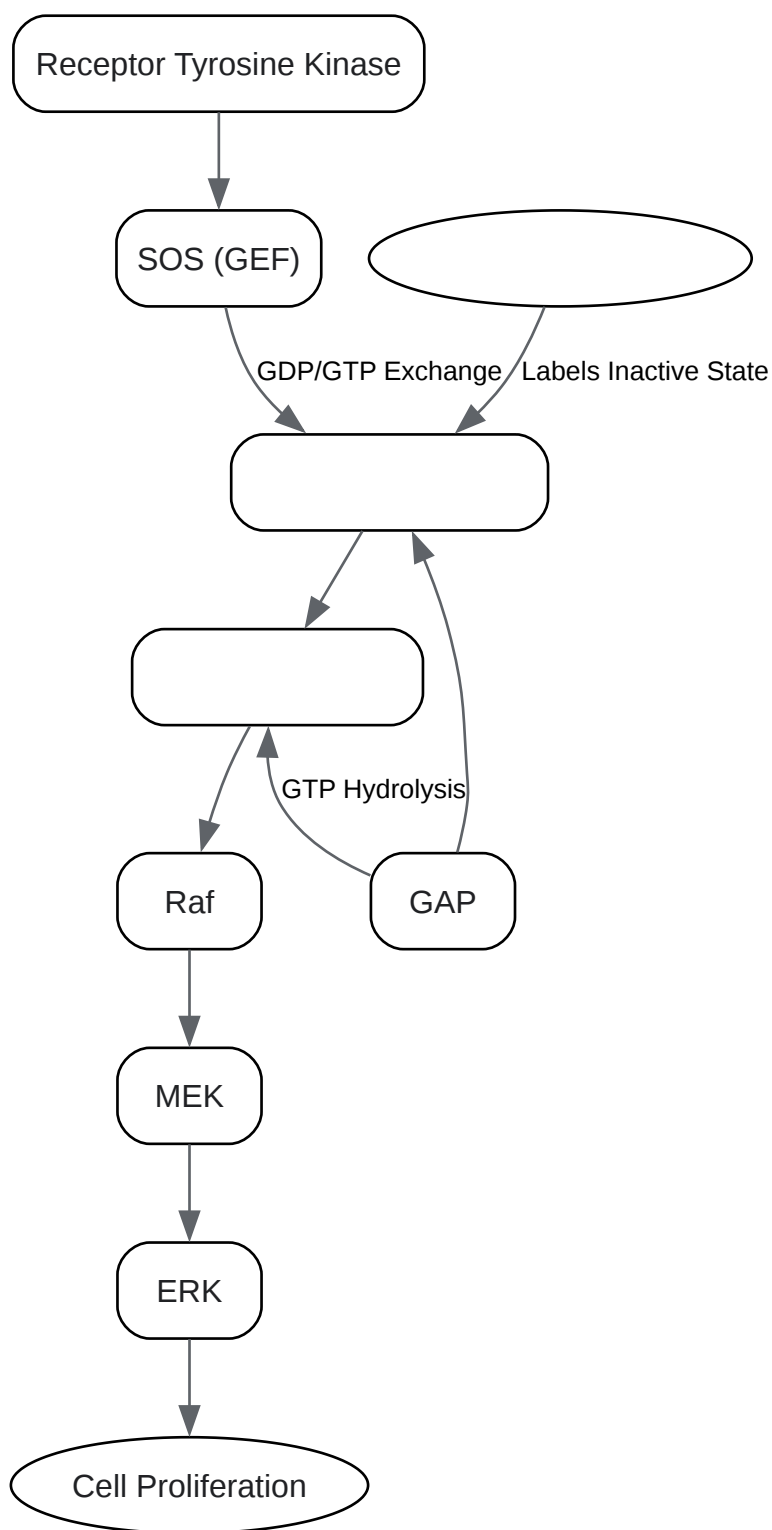 Receptor Tyrosine Kinase
SOS (GEF)
GDP/GTP Exchange
Labels Inactive State
GTP Hydrolysis
Raf
GAP
MEK
ERK
Cell Proliferation